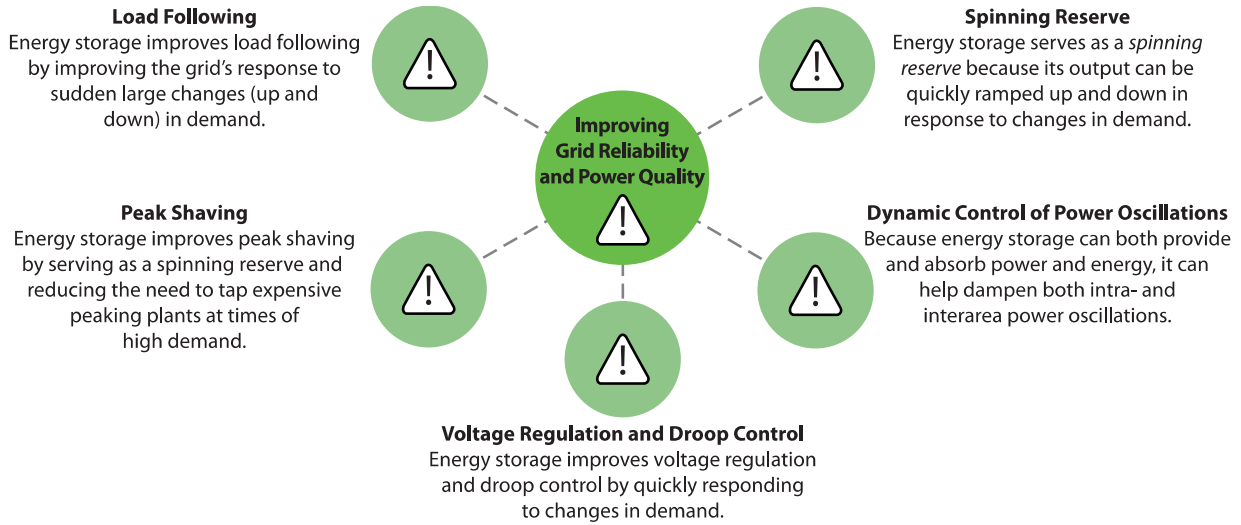 Load Following
Energy storage improves load following
by improving the grid's response to
sudden large changes (up and
down) in demand.
Spinning Reserve
Energy storage serves as a spinning
reserve because its output can be
quickly ramped up and down in
response to changes in demand.
Improving
Grid Reliability
and Power Quality
Peak Shaving
Energy storage improves peak shaving
by serving as a spinning reserve and
reducing the need to tap expensive
peaking plants at times of
high demand.
Dynamic Control of Power Oscillations
Because energy storage can both provide
and absorb power and energy, it can
help dampen both intra- and
interarea power oscillations.
Voltage Regulation and Droop Control
Energy storage improves voltage regulation
and droop control by quickly responding
to changes in demand.